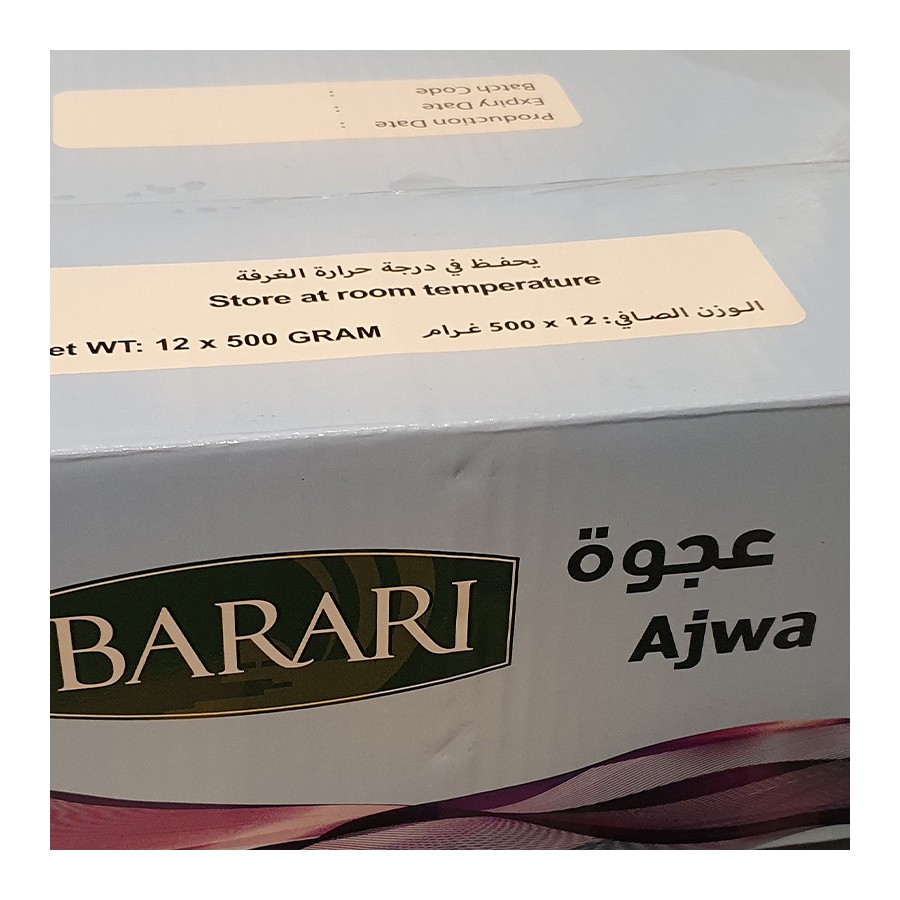 Production Date :
Expiry Date :
Batch Code :
يحفظ في درجة حرارة الغرفة
Store at room temperature
et WT: 12 x 500 GRAM
الوزن الصافي: 12 x 500 غرام
BARARI
عجوة
Ajwa